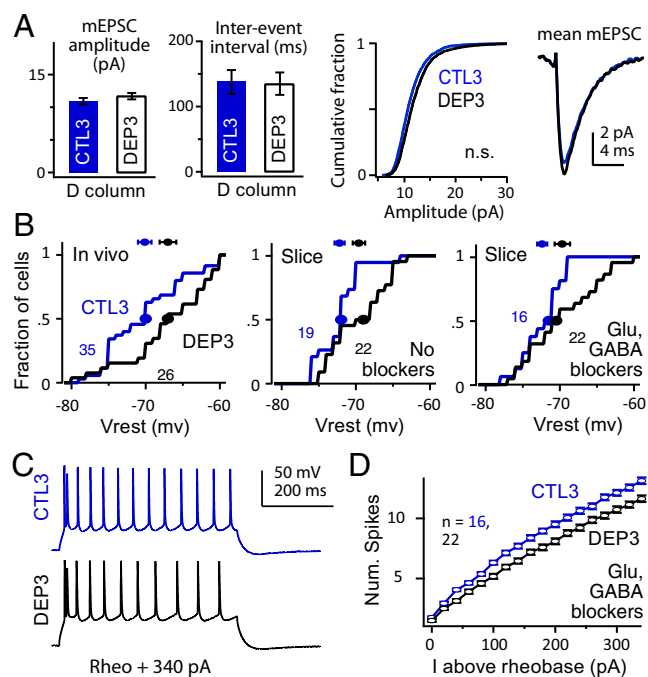 A
mEPSC
amplitude
(pA)
15
0
CTL3
DEP3
D column
Inter-event
interval (ms)
200
150
100
50
0
CTL3
DEP3
D column
Cumulative fraction
1
.5
0
CTL3
DEP3
n.s.
10
20
30
Amplitude (pA)
mean mEPSC
2 pA
4 ms
B
Fraction of cells
1
.5
0
In vivo
CTL3
35
DEP3
26
-80
-70
-60
Vrest (mv)
1
.5
0
Slice
19
22
No
blockers
-80
-70
-60
Vrest (mv)
1
.5
0
Slice
16
22
Glu,
GABA
blockers
-80
-70
-60
Vrest (mv)
C
CTL3
50 mV
200 ms
DEP3
Rheo + 340 pA
D
Num. Spikes
10
5
CTL3
n = 16,
22
DEP3
Glu,
GABA
blockers
0
100
200
300
I above rheobase (pA)